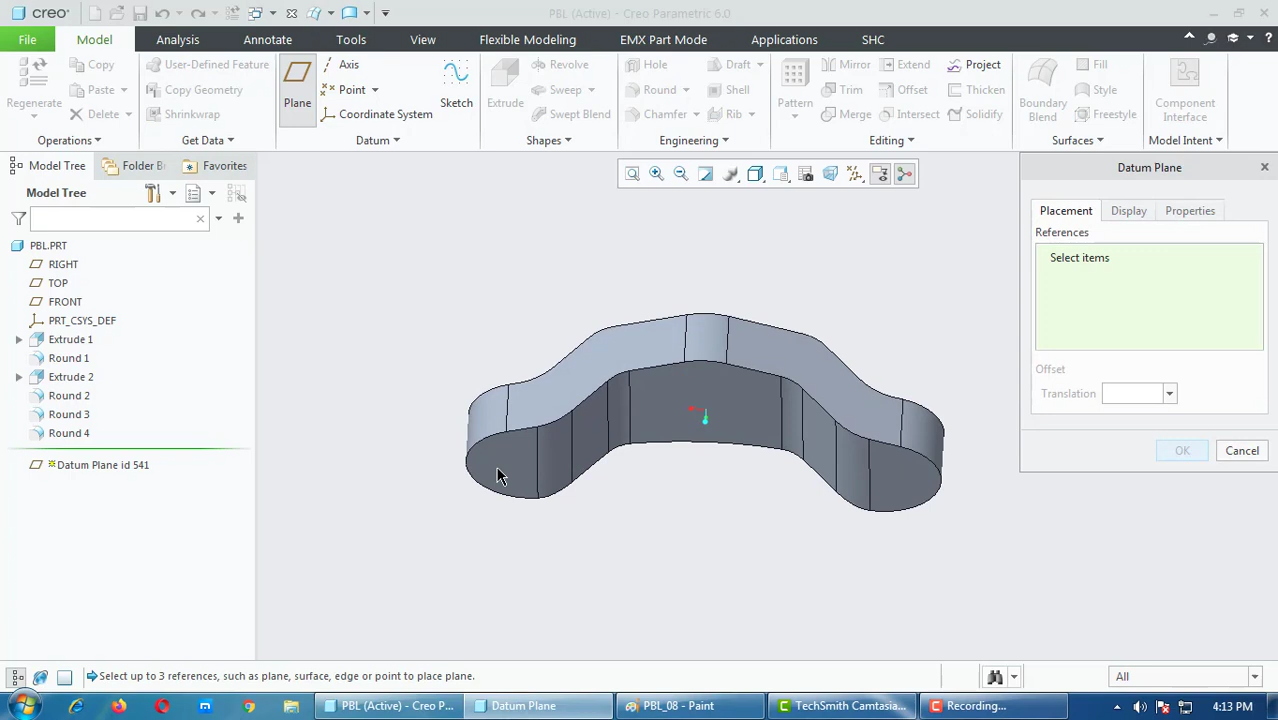 creo PBL (Active) - Creo Parametric 6.0
File Model Analysis Annotate Tools View Flexible Modeling EMX Part Mode Applications SHC
Regenerate Copy Paste Delete User-Defined Feature Copy Geometry Shrinkwrap Plane Axis Point Coordinate System Sketch Extrude Revolve Sweep Swept Blend Hole Round Chamfer Draft Shell Rib Pattern Mirror Trim Merge Extend Offset Intersect Project Thicken Solidify Boundary Blend Fill Style Freestyle Component Interface
Operations Get Data Datum Shapes Engineering Editing Surfaces Model Intent
Model Tree Folder Br Favorites
Model Tree
PBL.PRT
RIGHT
TOP
FRONT
PRT_CSYS_DEF
Extrude 1
Round 1
Extrude 2
Round 2
Round 3
Round 4
Datum Plane id 541
Datum Plane
Placement Display Properties
References
Select items
Offset
Translation
OK Cancel
Select up to 3 references, such as plane, surface, edge or point to place plane.
All
PBL (Active) - Creo P... Datum Plane PBL_08 - Paint TechSmith Camtasia... Recording... 4:13 PM